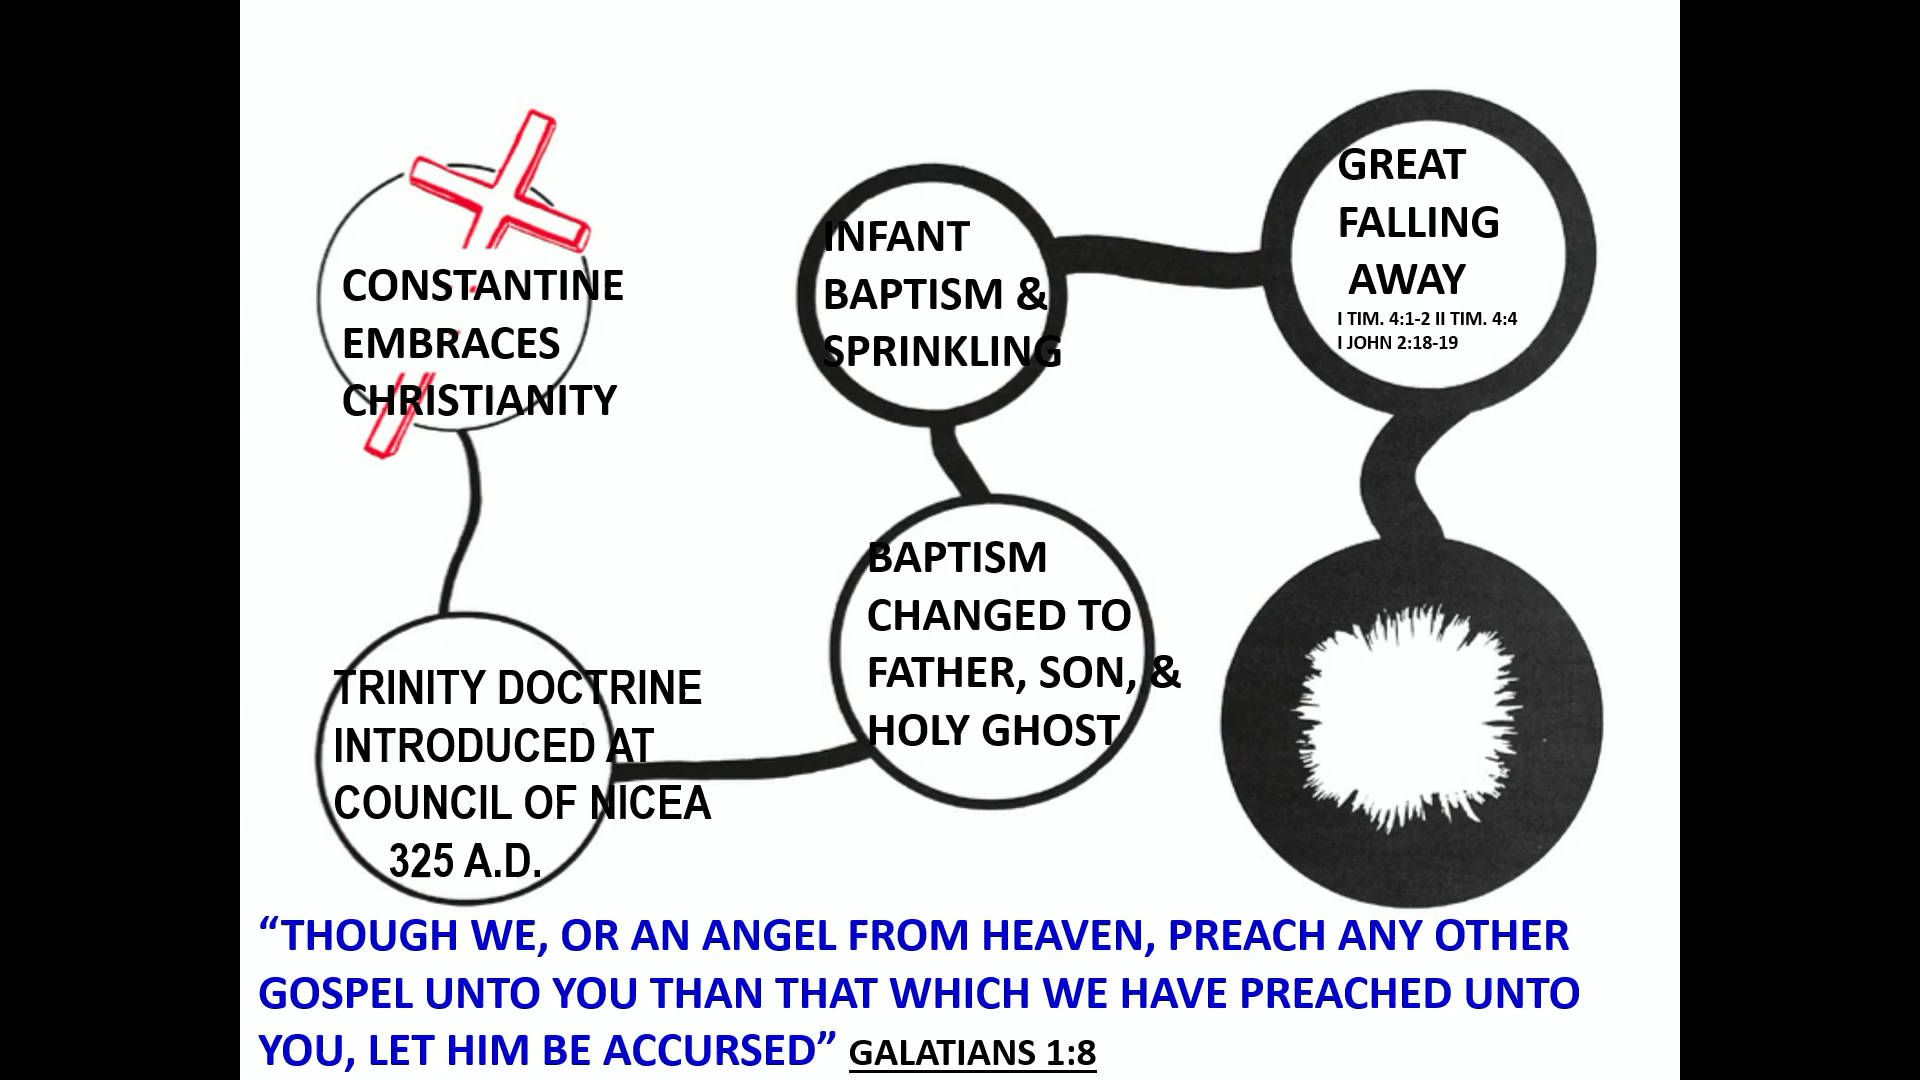 CONSTANTINE
EMBRACES
CHRISTIANITY
TRINITY DOCTRINE
INTRODUCED AT
COUNCIL OF NICEA
325 A.D.
BAPTISM
CHANGED TO
FATHER, SON, &
HOLY GHOST
INFANT
BAPTISM &
SPRINKLING
GREAT
FALLING
AWAY
I TIM. 4:1-2 II TIM. 4:4
I JOHN 2:18-19
“THOUGH WE, OR AN ANGEL FROM HEAVEN, PREACH ANY OTHER
GOSPEL UNTO YOU THAN THAT WHICH WE HAVE PREACHED UNTO
YOU, LET HIM BE ACCURSED” GALATIANS 1:8